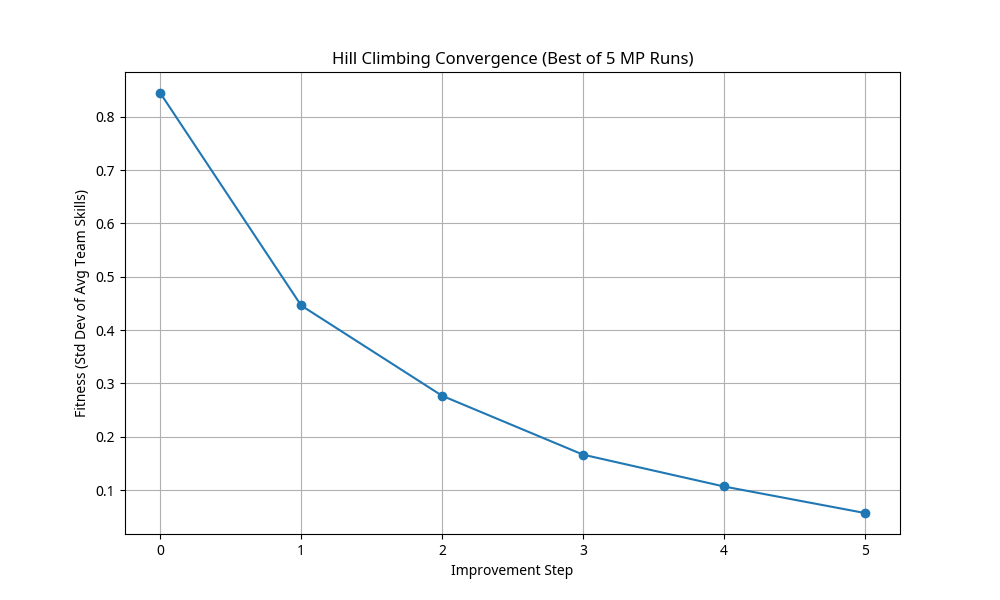 Hill Climbing Convergence (Best of 5 MP Runs)
Fitness (Std Dev of Avg Team Skills)
0.8
0.7
0.6
0.5
0.4
0.3
0.2
0.1
0 1 2 3 4 5
Improvement Step